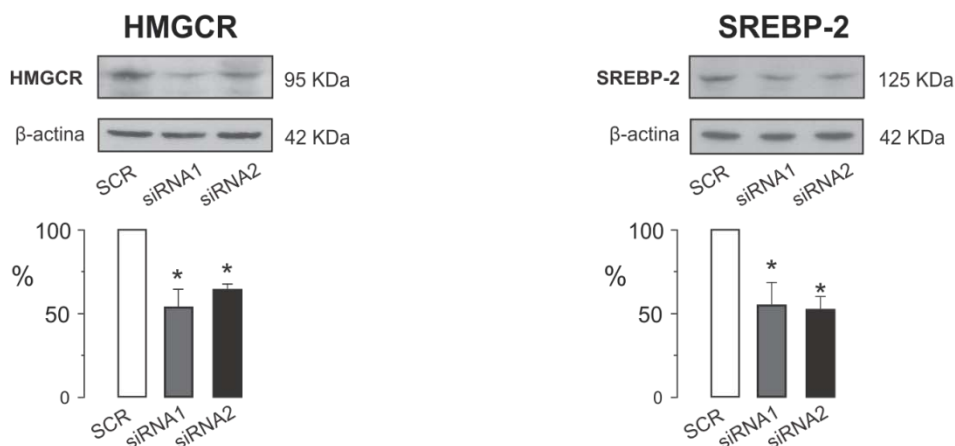 HMGCR
HMGCR
95 KDa
β-actina
42 KDa
SCR
siRNA1
siRNA2
100
%
50
0
*
*
SCR
siRNA1
siRNA2
SREBP-2
SREBP-2
125 KDa
β-actina
42 KDa
SCR
siRNA1
siRNA2
100
%
50
0
*
*
SCR
siRNA1
siRNA2